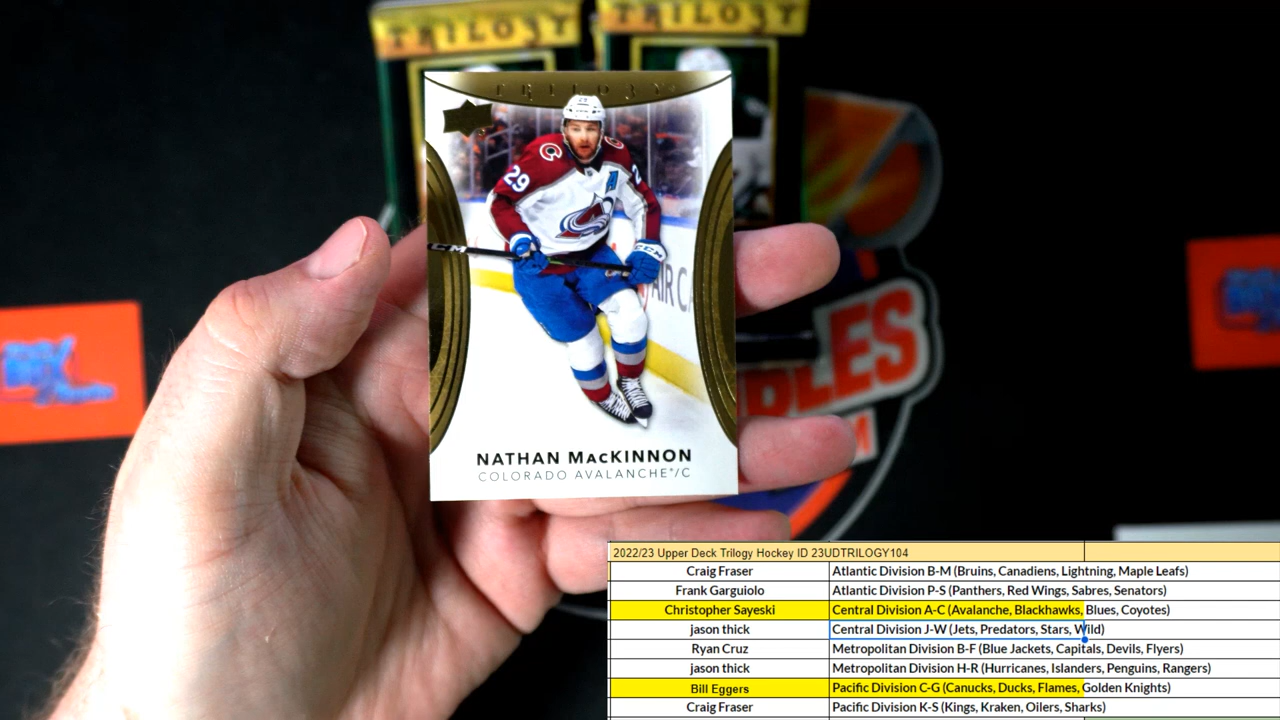 TRILOGY TRILOGY
TRILOGY
29
A
CCM
CCM
AIR C
NATHAN MacKINNON
COLORADO AVALANCHE®/C
BLES
2022/23 Upper Deck Trilogy Hockey ID 23UDTRILOGY104
Craig Fraser Atlantic Division B-M (Bruins, Canadiens, Lightning, Maple Leafs)
Frank Garguiolo Atlantic Division P-S (Panthers, Red Wings, Sabres, Senators)
Christopher Sayeski Central Division A-C (Avalanche, Blackhawks, Blues, Coyotes)
jason thick Central Division J-W (Jets, Predators, Stars, Wild)
Ryan Cruz Metropolitan Division B-F (Blue Jackets, Capitals, Devils, Flyers)
jason thick Metropolitan Division H-R (Hurricanes, Islanders, Penguins, Rangers)
Bill Eggers Pacific Division C-G (Canucks, Ducks, Flames, Golden Knights)
Craig Fraser Pacific Division K-S (Kings, Kraken, Oilers, Sharks)